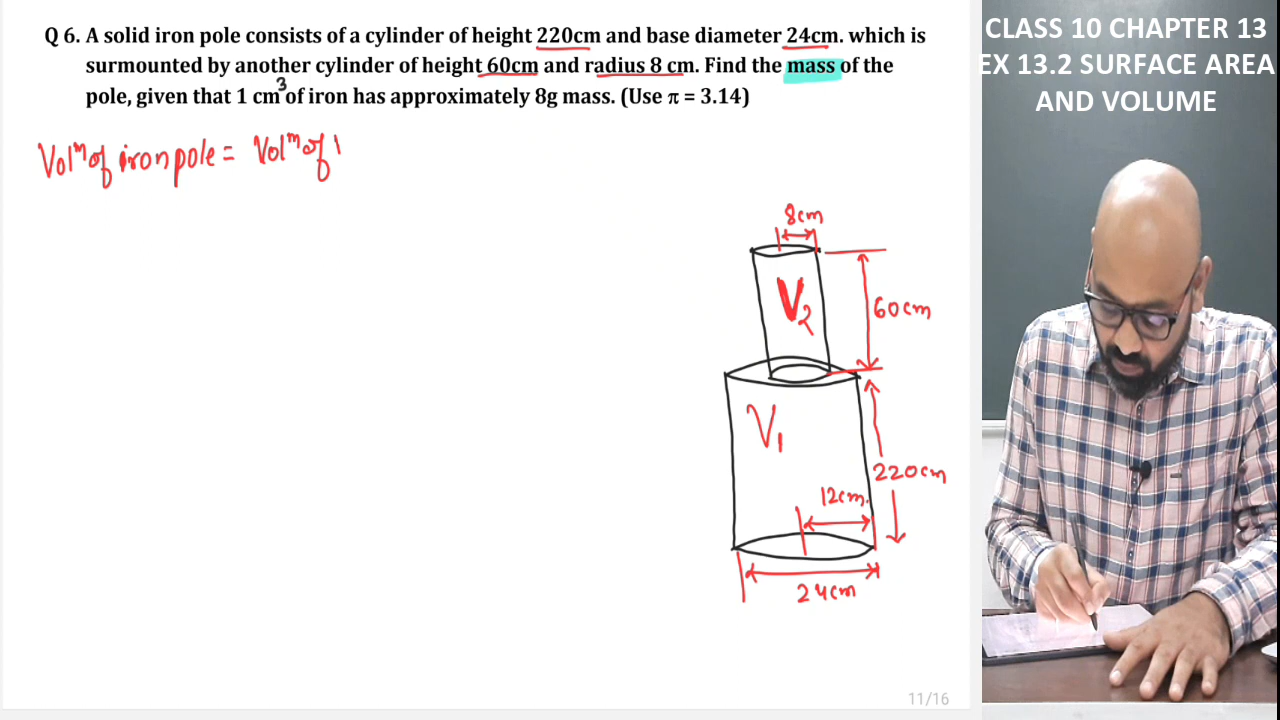 Q 6. A solid iron pole consists of a cylinder of height 220cm and base diameter 24cm. which is
surmounted by another cylinder of height 60cm and radius 8 cm. Find the mass of the
pole, given that 1 cm³ of iron has approximately 8g mass. (Use π = 3.14)
Volᵐ of iron pole = Volᵐ of
8cm
V₂
60cm
V₁
220cm
12cm.
24cm
11/16
CLASS 10 CHAPTER 13
EX 13.2 SURFACE AREA
AND VOLUME